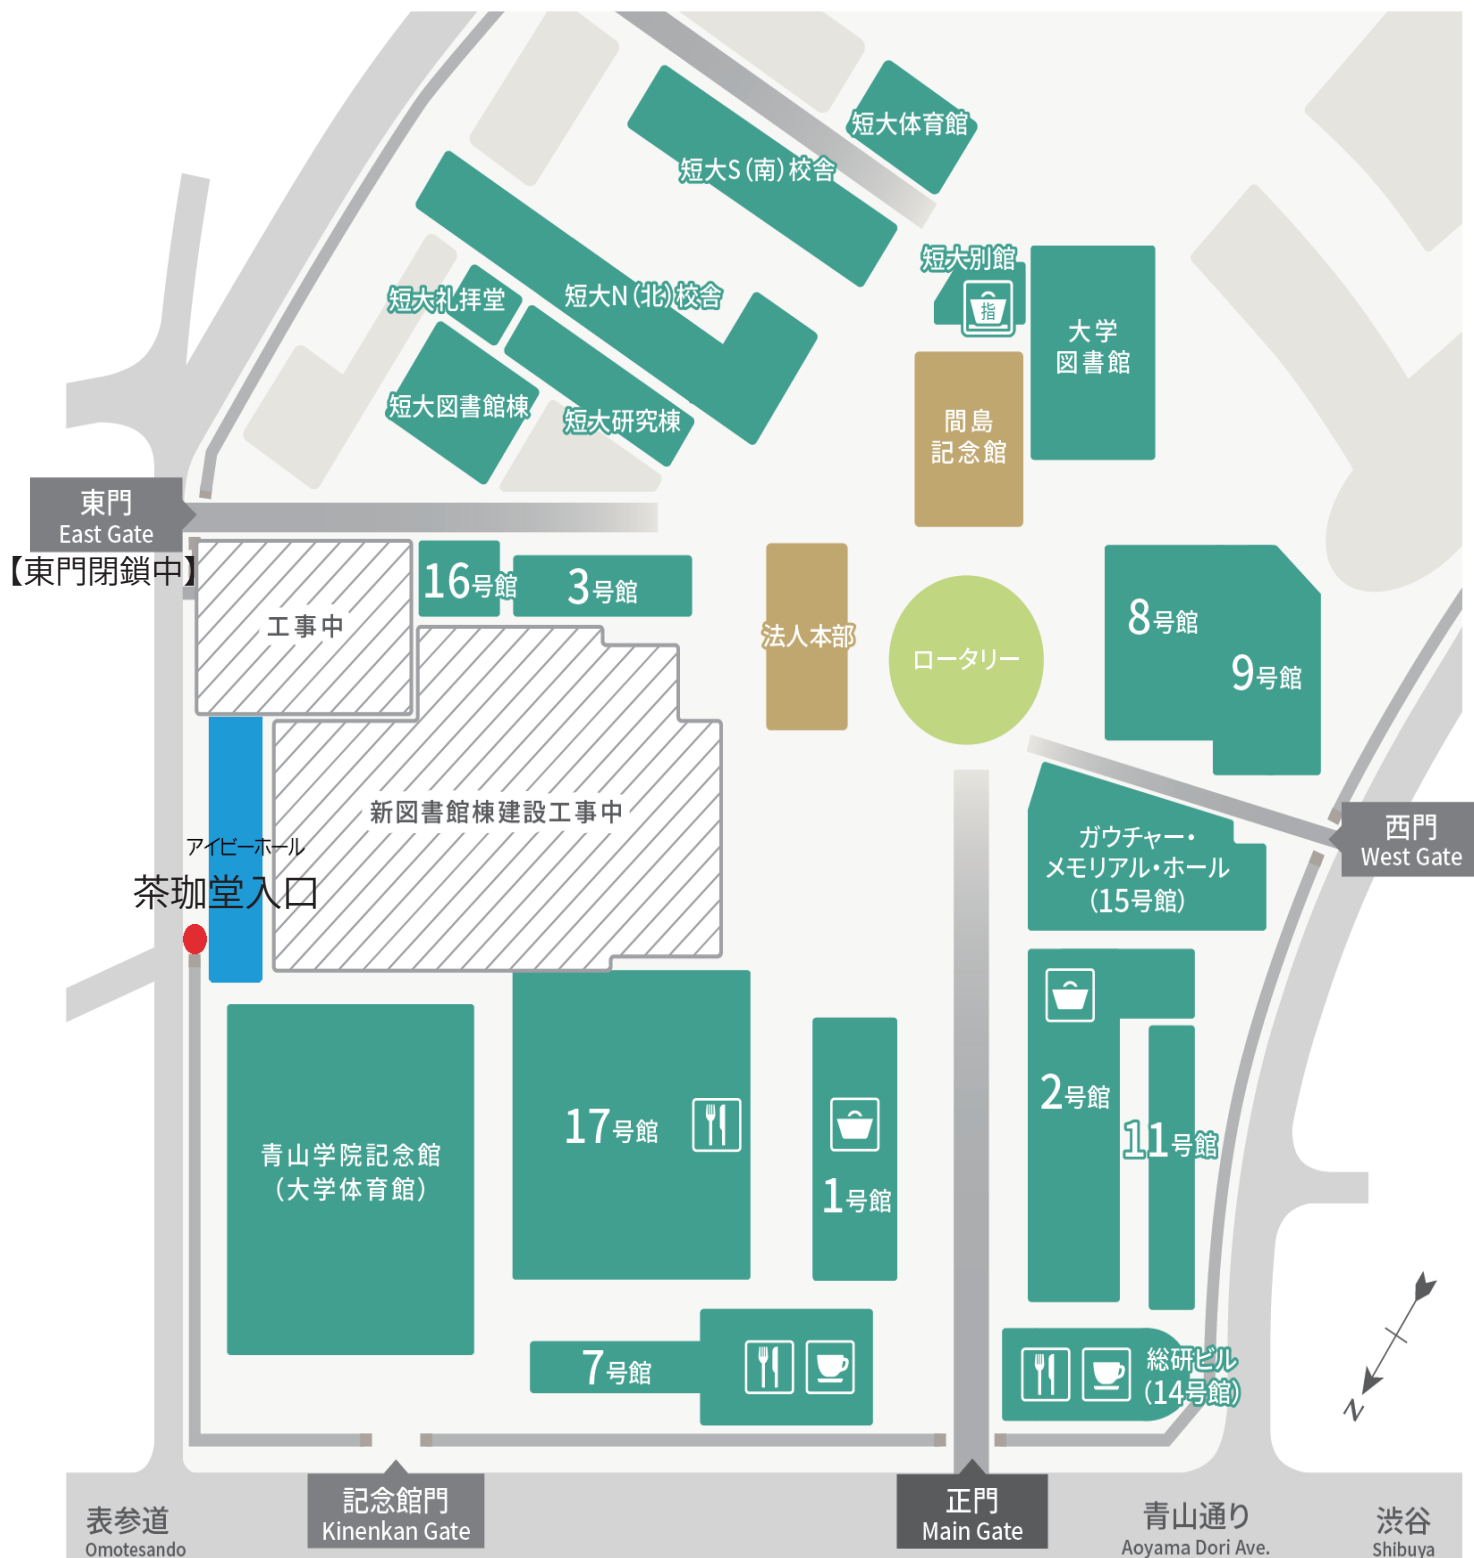 短大体育館
短大S（南）校舎
短大別館
指
短大礼拝堂
短大N（北）校舎
大学
図書館
短大図書館棟
短大研究棟
間島
記念館
東門
East Gate
【東門閉鎖中】
16号館
3号館
工事中
法人本部
ロータリー
8号館
9号館
新図書館棟建設工事中
アイビーホール
茶珈堂入口
ガウチャー・
メモリアル・ホール
（15号館）
西門
West Gate
2号館
17号館
11号館
1号館
青山学院記念館
（大学体育館）
7号館
総研ビル
（14号館）
N
記念館門
Kinenkan Gate
正門
Main Gate
表参道
Omotesando
青山通り
Aoyama Dori Ave.
渋谷
Shibuya